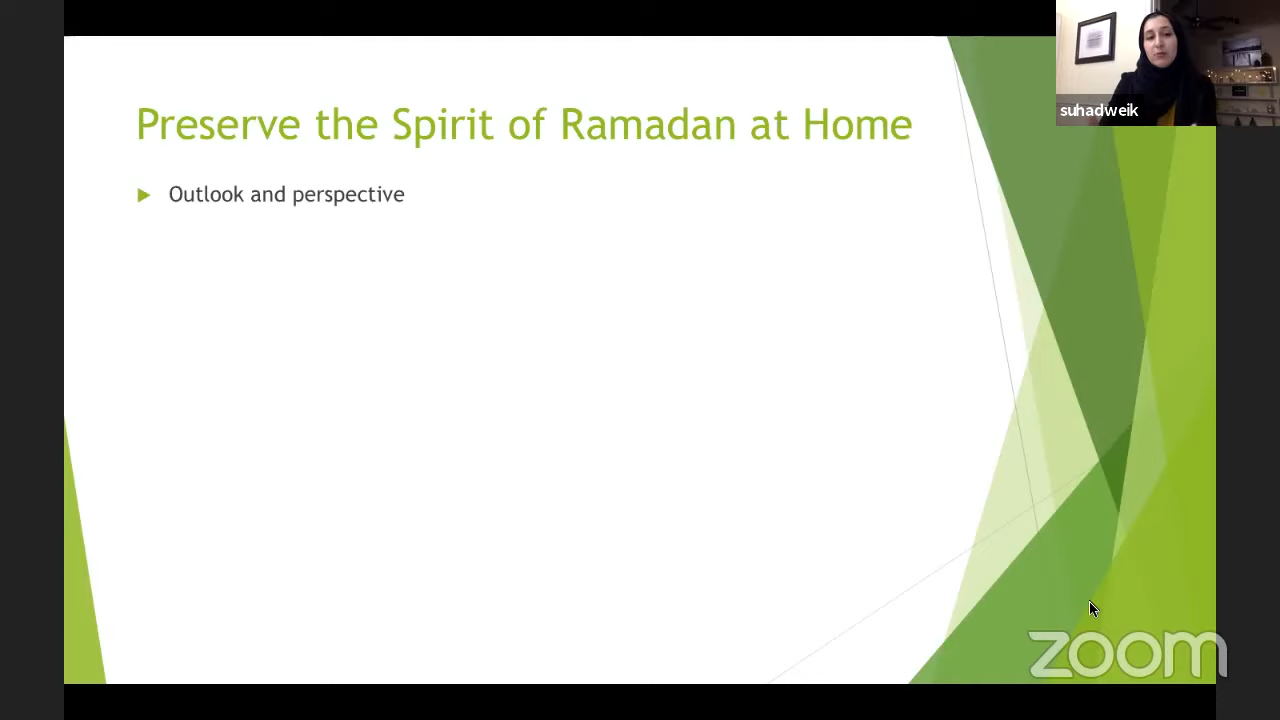 Preserve the Spirit of Ramadan at Home
Outlook and perspective
suhadweik
zoom